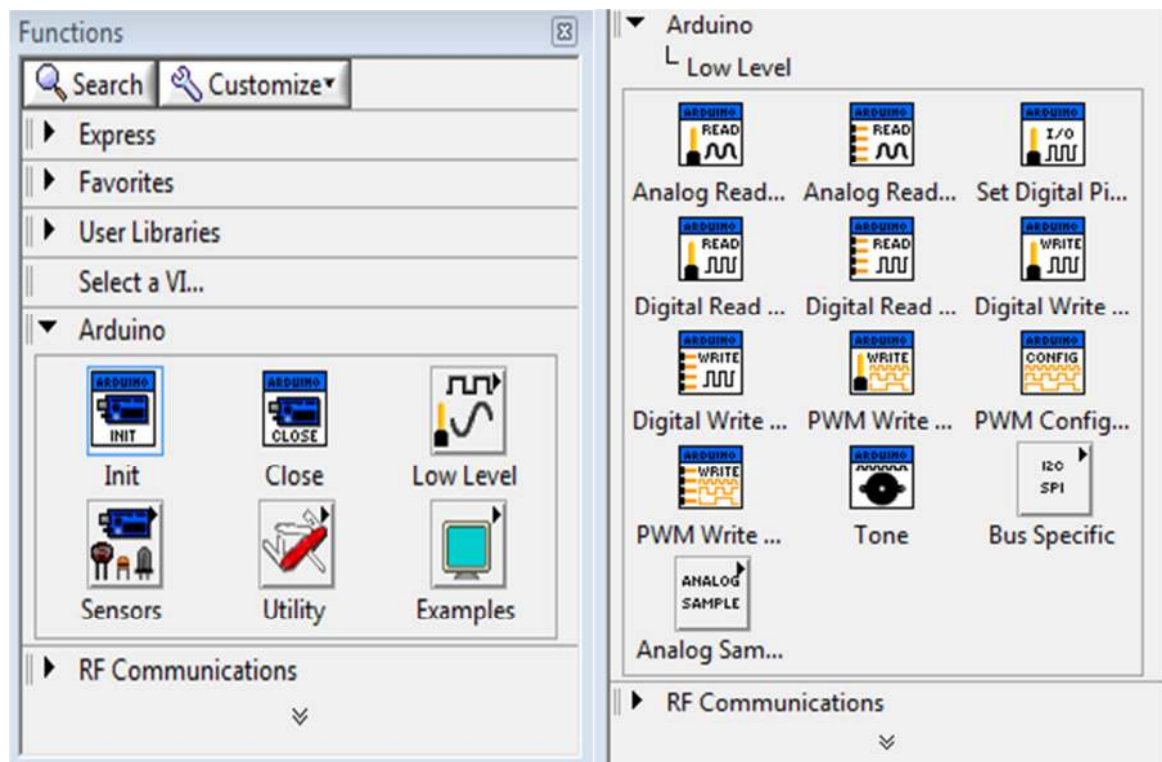 Functions
Search Customize
Express
Favorites
User Libraries
Select a VI...
Arduino
ARDUINO ARDUINO
INIT CLOSE
Init Close Low Level
Sensors Utility Examples
RF Communications
Arduino
Low Level
ARDUINO ARDUINO ARDUINO
READ READ I/O
Analog Read... Analog Read... Set Digital Pi...
ARDUINO ARDUINO ARDUINO
READ READ WRITE
Digital Read ... Digital Read ... Digital Write ...
ARDUINO ARDUINO ARDUINO
WRITE WRITE CONFIG
Digital Write ... PWM Write ... PWM Config...
ARDUINO ARDUINO I2C
WRITE SPI
PWM Write ... Tone Bus Specific
ANALOG
SAMPLE
Analog Sam...
RF Communications